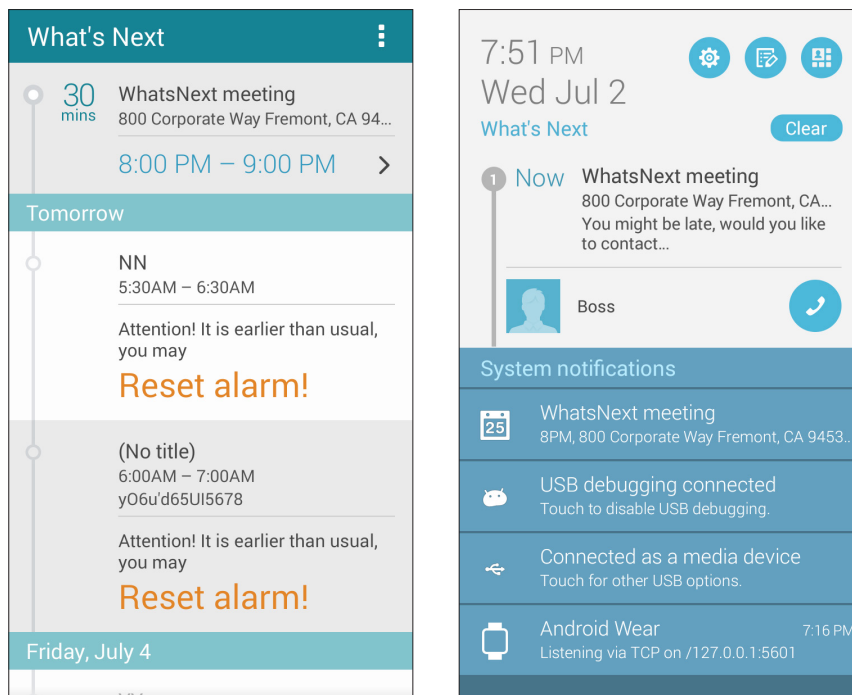 What's Next
30
mins
WhatsNext meeting
800 Corporate Way Fremont, CA 94...
8:00 PM – 9:00 PM
Tomorrow
NN
5:30AM – 6:30AM
Attention! It is earlier than usual,
you may
Reset alarm!
(No title)
6:00AM – 7:00AM
yO6u'd65UI5678
Attention! It is earlier than usual,
you may
Reset alarm!
Friday, July 4
7:51 PM
Wed Jul 2
What's Next
Clear
1
Now
WhatsNext meeting
800 Corporate Way Fremont, CA...
You might be late, would you like
to contact...
Boss
System notifications
25
WhatsNext meeting
8PM, 800 Corporate Way Fremont, CA 9453...
USB debugging connected
Touch to disable USB debugging.
Connected as a media device
Touch for other USB options.
Android Wear
7:16 PM
Listening via TCP on /127.0.0.1:5601